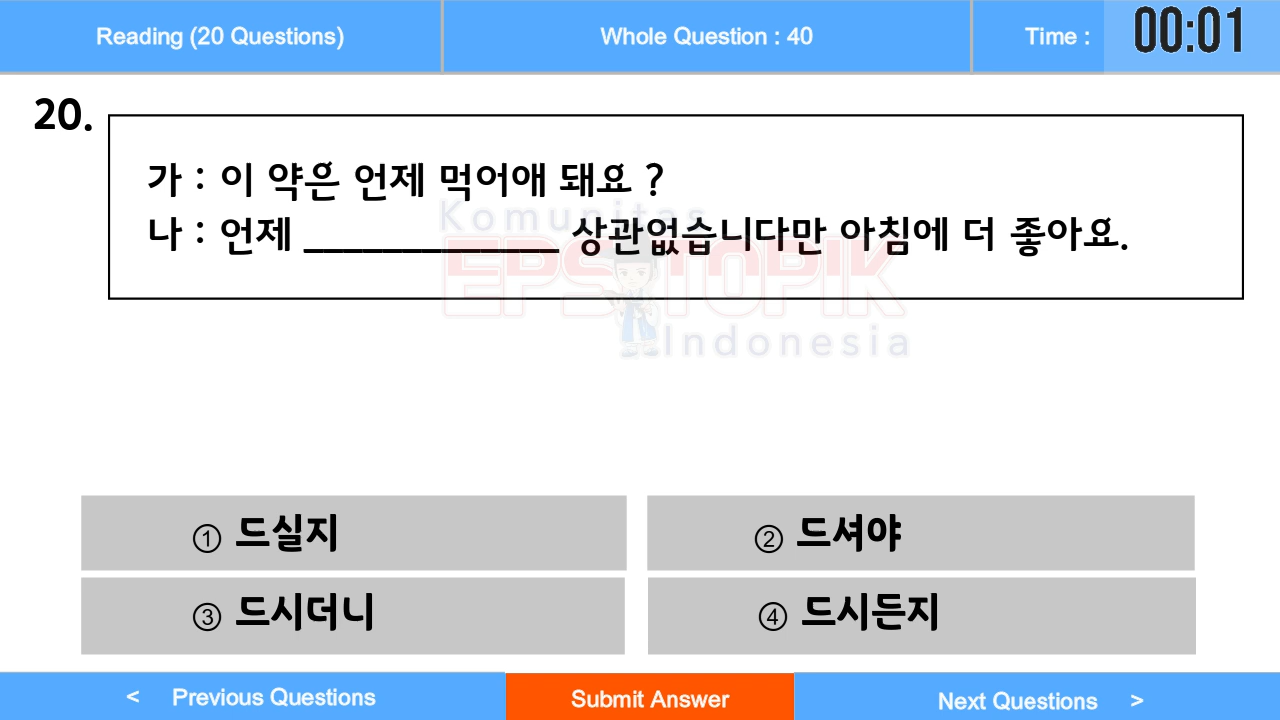 Reading (20 Questions)
Whole Question : 40
Time :
00:01
20.
가 : 이 약은 언제 먹어애 돼요 ?
나 : 언제 _____________ 상관없습니다만 아침에 더 좋아요.
Komunitas
EPS TOPIK
Indonesia
① 드실지
② 드셔야
③ 드시더니
④ 드시든지
< Previous Questions
Submit Answer
Next Questions >